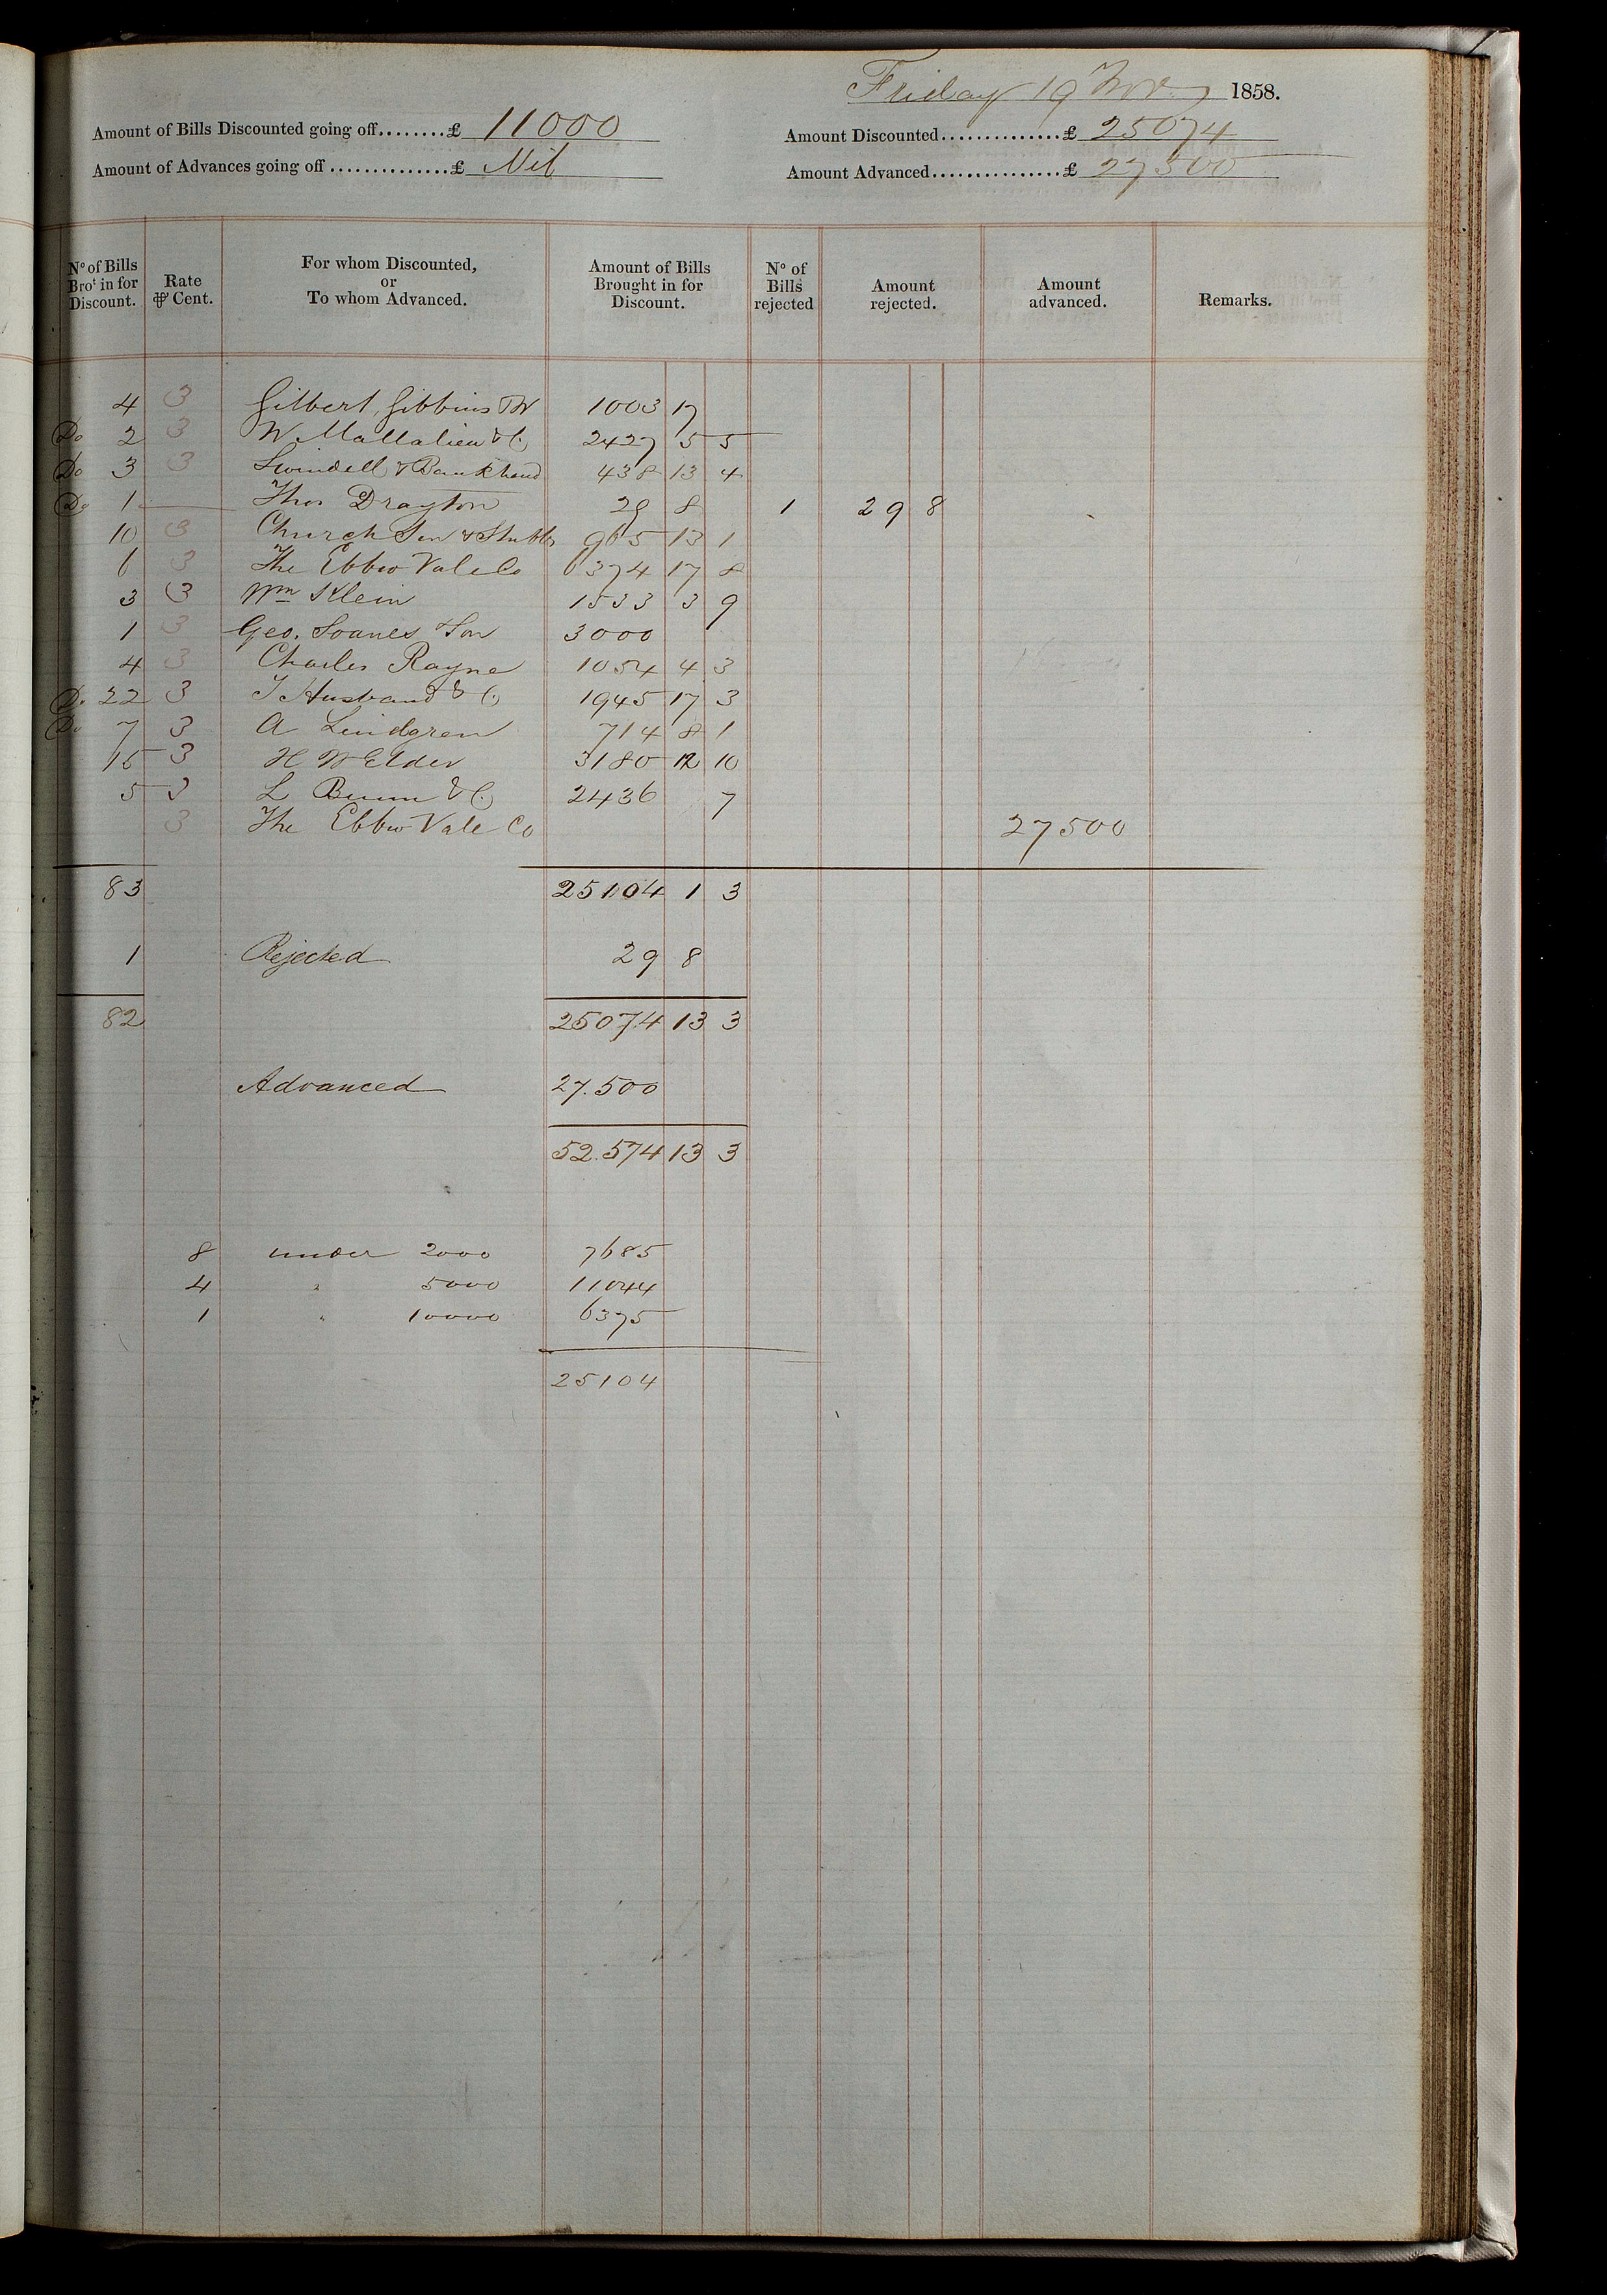 Friday 19 Nov 1858.
Amount of Bills Discounted going off........£ 11000 Amount Discounted..............£ 25074
Amount of Advances going off..............£ Nil Amount Advanced...............£ 27500
No of Bills Brot in for Discount. Rate ⅌ Cent. For whom Discounted, or To whom Advanced. Amount of Bills Brought in for Discount. No of Bills rejected Amount rejected. Amount advanced. Remarks.
4 3 Gilbert, Gibbins 1003 17
Do 2 3 W Mallalieu & Co 2427 5 5
Do 3 3 Swindell & Bankhead 438 13 4
Do 1 Thos Drayton 29 8 1 29 8
10 3 Church Son & Stubbs 965 13 1
6 3 The Ebbw Vale Co 6374 17 8
3 3 Wm Klein 1533 3 9
1 3 Geo. Soanes & Son 3000
4 3 Charles Rayne 1054 4 3
Do 22 3 T Husband & Co 1945 17 3
Do 7 3 A Lindgren 714 8 1
15 3 H W Elder 3180 12 10
5 3 L Bunn & Co 2436 7
3 The Ebbw Vale Co 27500
83 25104 1 3
1 Rejected 29 8
82 25074 13 3
Advanced 27.500
52.574 13 3
8 under 2000 7685
4 " 5000 11044
1 " 10000 6375
25104